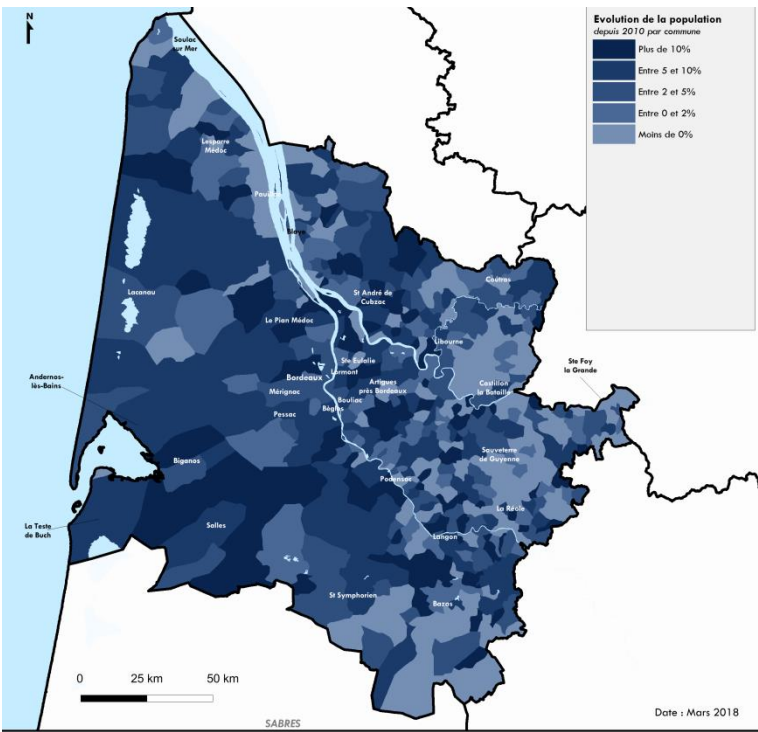 N
Evolution de la population
depuis 2010 par commune
Plus de 10%
Entre 5 et 10%
Entre 2 et 5%
Entre 0 et 2%
Moins de 0%
Soulac
sur Mer
Lesparre
Médoc
Blaye
Lacanau
St André de
Cubzac
Coutras
Le Pian Médoc
Libourne
Ste Eulalie
Lormont
Ste Foy
la Grande
Andernos-
lès-Bains
Bordeaux
Artigues
près Bordeaux
Castillon
la Bataille
Mérignac
Bouliac
Bègles
Pessac
Sauveterre
de Guyenne
Biganos
Podensac
La Réole
La Teste
de Buch
Salles
Langon
St Symphorien
Bazas
0 25 km 50 km
SABRES
Date : Mars 2018